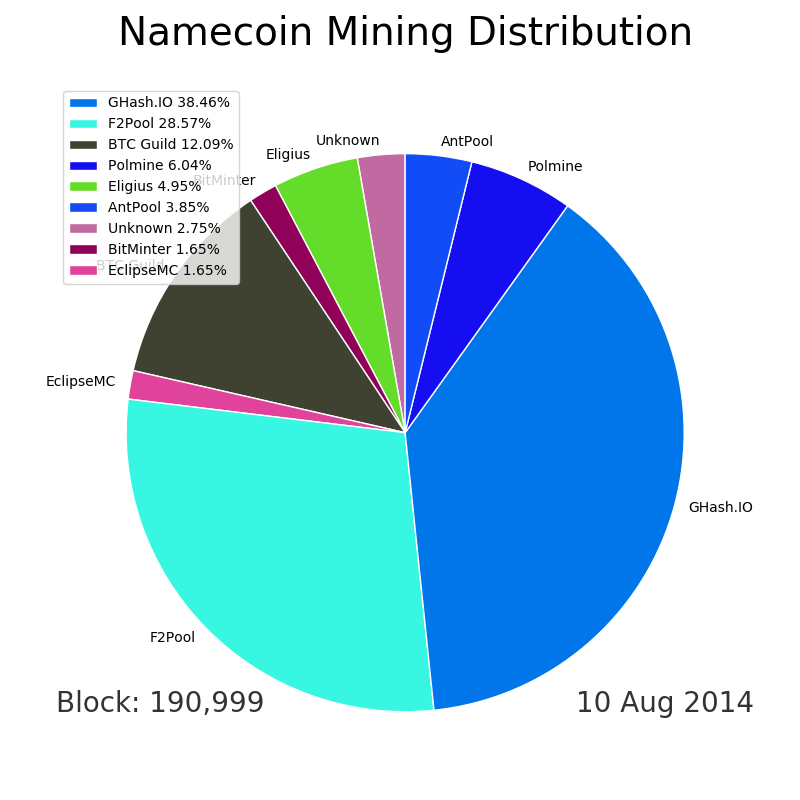 Namecoin Mining Distribution
GHash.IO 38.46%
F2Pool 28.57%
BTC Guild 12.09%
Polmine 6.04%
Eligius 4.95%
AntPool 3.85%
Unknown 2.75%
BitMinter 1.65%
EclipseMC 1.65%
Unknown
AntPool
Eligius
Polmine
BitMinter
BTC Guild
EclipseMC
GHash.IO
F2Pool
Block: 190,999
10 Aug 2014